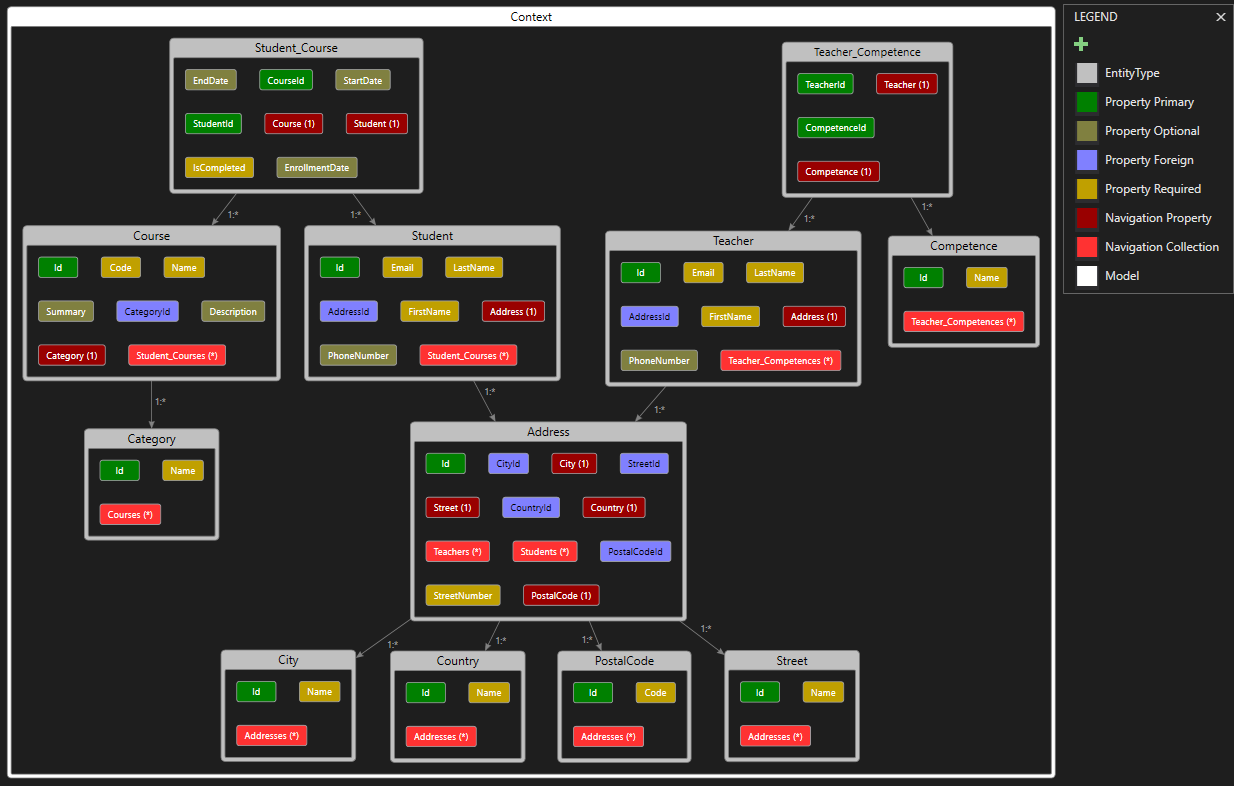 Context
LEGEND
EntityType
Property Primary
Property Optional
Property Foreign
Property Required
Navigation Property
Navigation Collection
Model
Student_Course
EndDate CourseId StartDate
StudentId Course (1) Student (1)
IsCompleted EnrollmentDate
Teacher_Competence
TeacherId Teacher (1)
CompetenceId
Competence (1)
1:*
1:*
1:*
1:*
Course
Id Code Name
Summary CategoryId Description
Category (1) Student_Courses (*)
Student
Id Email LastName
AddressId FirstName Address (1)
PhoneNumber Student_Courses (*)
Teacher
Id Email LastName
AddressId FirstName Address (1)
PhoneNumber Teacher_Competences (*)
Competence
Id Name
Teacher_Competences (*)
1:*
1:*
1:*
Category
Id Name
Courses (*)
Address
Id CityId City (1) StreetId
Street (1) CountryId Country (1)
Teachers (*) Students (*) PostalCodeId
StreetNumber PostalCode (1)
1:*
1:*
1:*
1:*
City
Id Name
Addresses (*)
Country
Id Name
Addresses (*)
PostalCode
Id Code
Addresses (*)
Street
Id Name
Addresses (*)